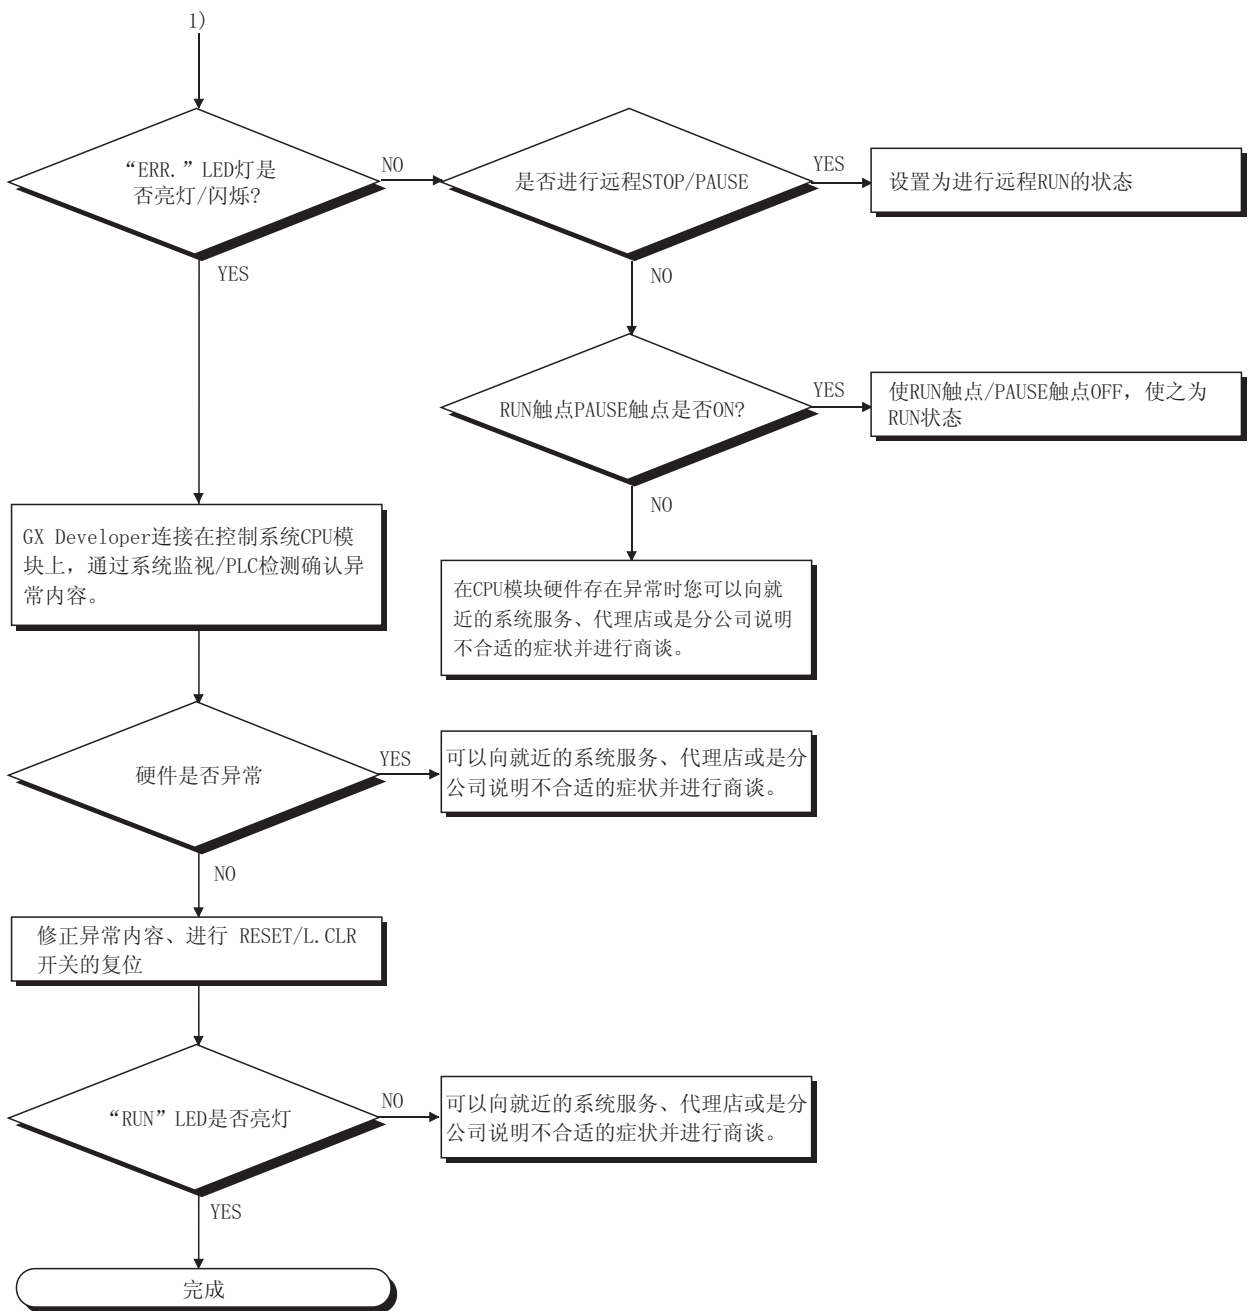 1)
“ERR.”LED灯是
否亮灯/闪烁?
NO
是否进行远程STOP/PAUSE
YES
设置为进行远程RUN的状态
YES
NO
RUN触点PAUSE触点是否ON?
YES
使RUN触点/PAUSE触点OFF，使之为
RUN状态
NO
GX Developer连接在控制系统CPU模
块上，通过系统监视/PLC检测确认异
常内容。
在CPU模块硬件存在异常时您可以向就
近的系统服务、代理店或是分公司说明
不合适的症状并进行商谈。
硬件是否异常
YES
可以向就近的系统服务、代理店或是分
公司说明不合适的症状并进行商谈。
NO
修正异常内容、进行 RESET/L.CLR
开关的复位
“RUN”LED是否亮灯
NO
可以向就近的系统服务、代理店或是分
公司说明不合适的症状并进行商谈。
YES
完成